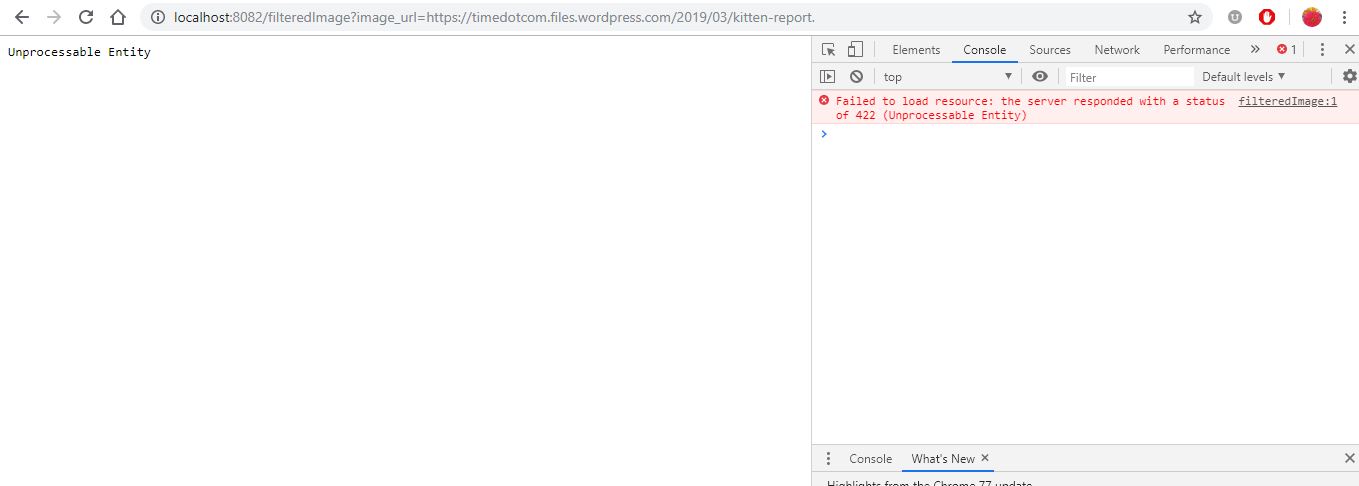 localhost:8082/filteredImage?image_url=https://timedotcom.files.wordpress.com/2019/03/kitten-report.
Unprocessable Entity
Elements Console Sources Network Performance » 1
top Filter Default levels
Failed to load resource: the server responded with a status filteredImage:1
of 422 (Unprocessable Entity)
Console What's New
Highlights from the Chrome 77 update